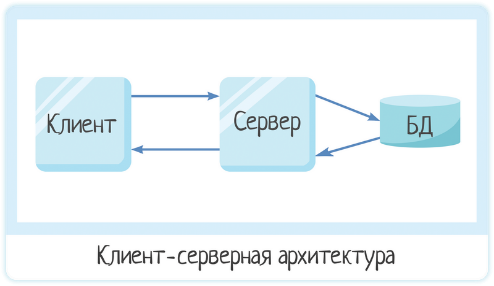 Клиент
Сервер
БД
Клиент-серверная архитектура